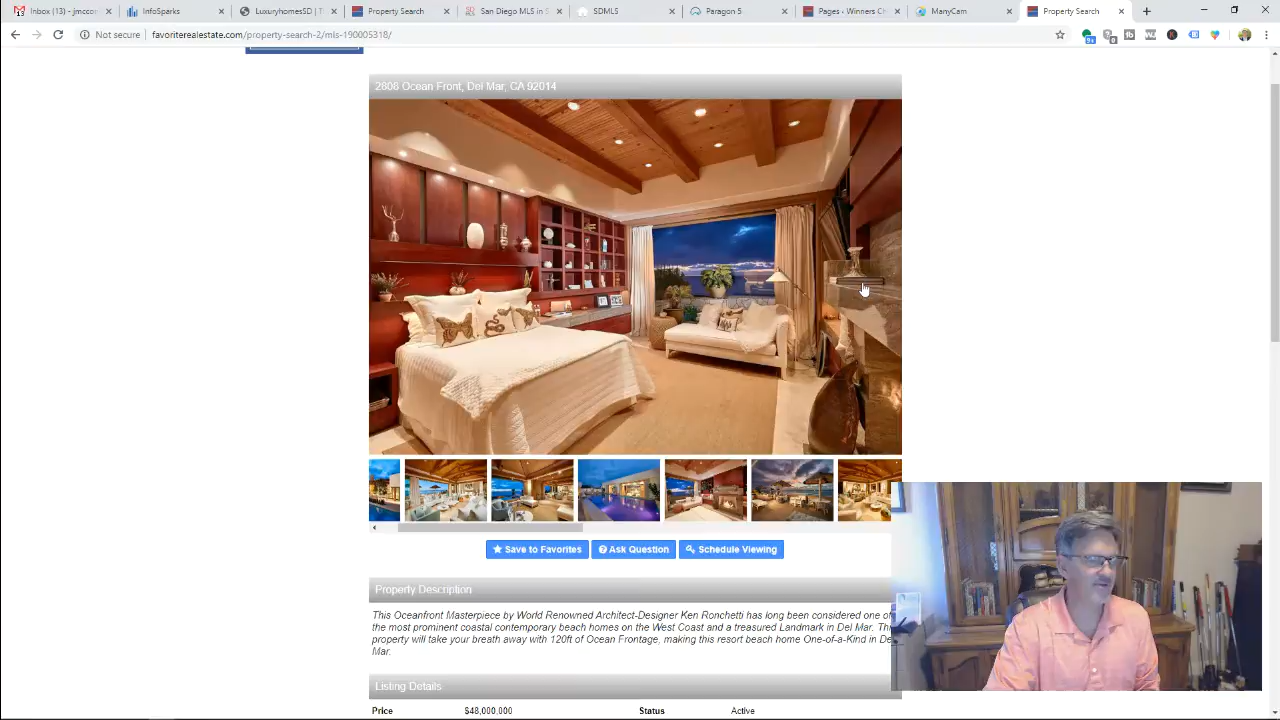 Inbox (13) - jmccon
InfoSparks
LuxuryhomesSD | T
Property Search
San Diego MLS in S
SDMLS
Paragon 5
Pages ‹ Winners Ch
ManyCam
Property Search
Not secure | favoriterealestate.com/property-search-2/mls-190005318/
2608 Ocean Front, Del Mar, CA 92014
Save to Favorites
Ask Question
Schedule Viewing
Property Description
This Oceanfront Masterpiece by World Renowned Architect-Designer Ken Ronchetti has long been considered one of
the most prominent coastal contemporary beach homes on the West Coast and a treasured Landmark in Del Mar. Thi
property will take your breath away with 120ft of Ocean Frontage, making this resort beach home One-of-a-Kind in De
Mar.
Listing Details
Price $48,000,000 Status Active